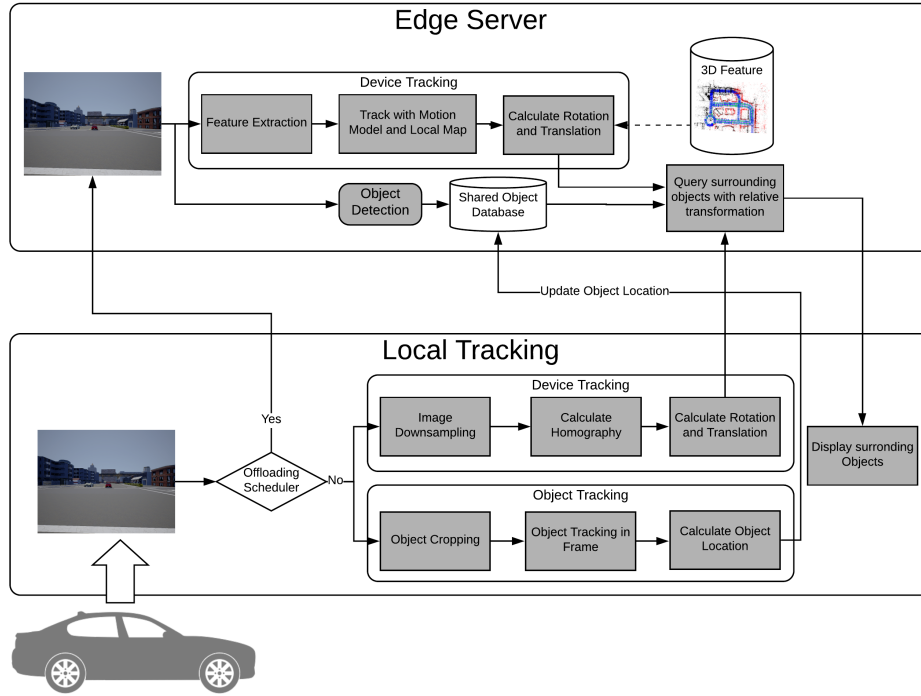 Edge Server
Device Tracking
3D Feature
Feature Extraction
Track with Motion
Model and Local Map
Calculate Rotation
and Translation
Object
Detection
Shared Object
Database
Query surrounding
objects with relative
transformation
Update Object Location
Local Tracking
Device Tracking
Yes
Image
Downsampling
Calculate
Homography
Calculate Rotation
and Translation
Display surronding
Objects
Offloading
Scheduler
No
Object Tracking
Object Cropping
Object Tracking in
Frame
Calculate Object
Location